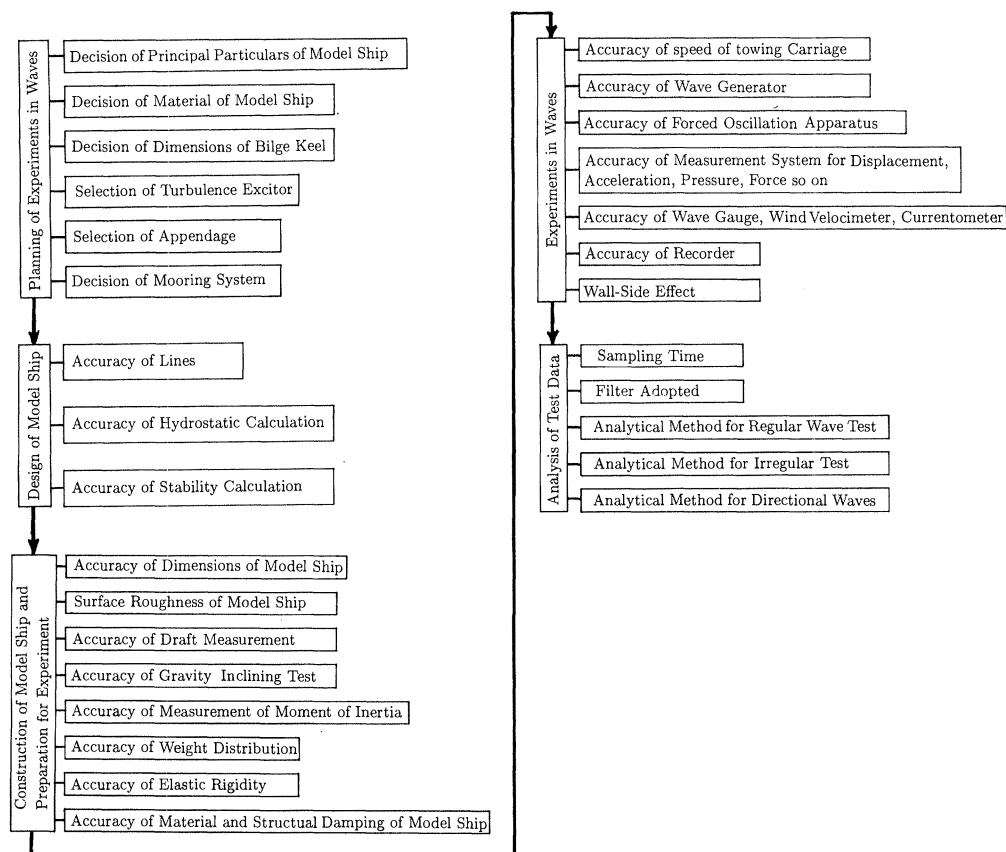 Planning of Experiments in Waves
Decision of Principal Particulars of Model Ship
Decision of Material of Model Ship
Decision of Dimensions of Bilge Keel
Selection of Turbulence Excitor
Selection of Appendage
Decision of Mooring System
Design of Model Ship
Accuracy of Lines
Accuracy of Hydrostatic Calculation
Accuracy of Stability Calculation
Construction of Model Ship and
Preparation for Experiment
Accuracy of Dimensions of Model Ship
Surface Roughness of Model Ship
Accuracy of Draft Measurement
Accuracy of Gravity Inclining Test
Accuracy of Measurement of Moment of Inertia
Accuracy of Weight Distribution
Accuracy of Elastic Rigidity
Accuracy of Material and Structual Damping of Model Ship
Experiments in Waves
Accuracy of speed of towing Carriage
Accuracy of Wave Generator
Accuracy of Forced Oscillation Apparatus
Accuracy of Measurement System for Displacement,
Acceleration, Pressure, Force so on
Accuracy of Wave Gauge, Wind Velocimeter, Currentometer
Accuracy of Recorder
Wall-Side Effect
Analysis of Test Data
Sampling Time
Filter Adopted
Analytical Method for Regular Wave Test
Analytical Method for Irregular Test
Analytical Method for Directional Waves